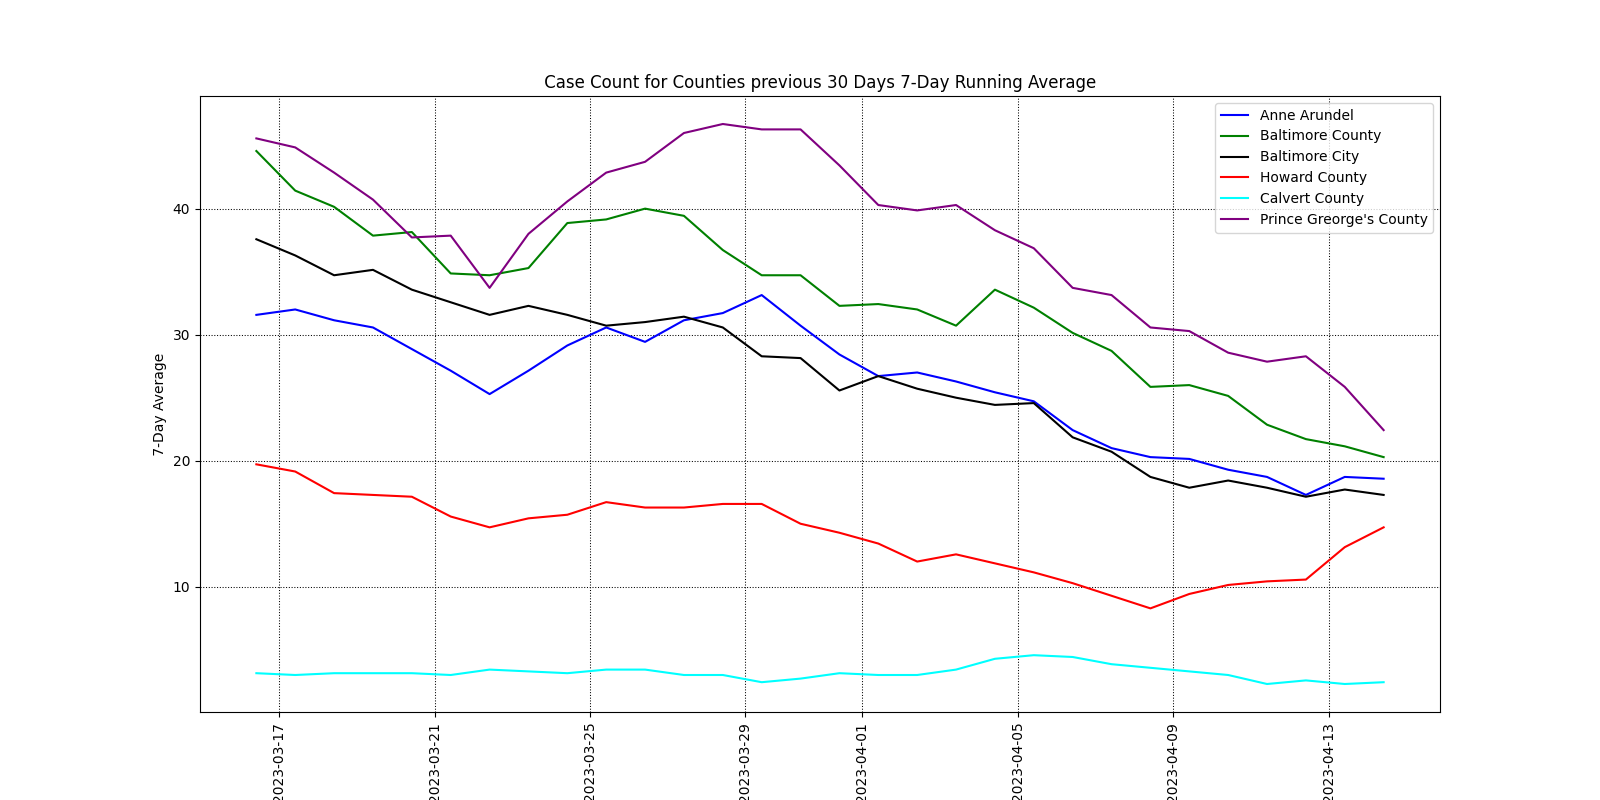 Case Count for Counties previous 30 Days 7-Day Running Average
Anne Arundel
Baltimore County
Baltimore City
Howard County
Calvert County
Prince Greorge's County
7-Day Average
40
30
20
10
2023-03-17
2023-03-21
2023-03-25
2023-03-29
2023-04-01
2023-04-05
2023-04-09
2023-04-13